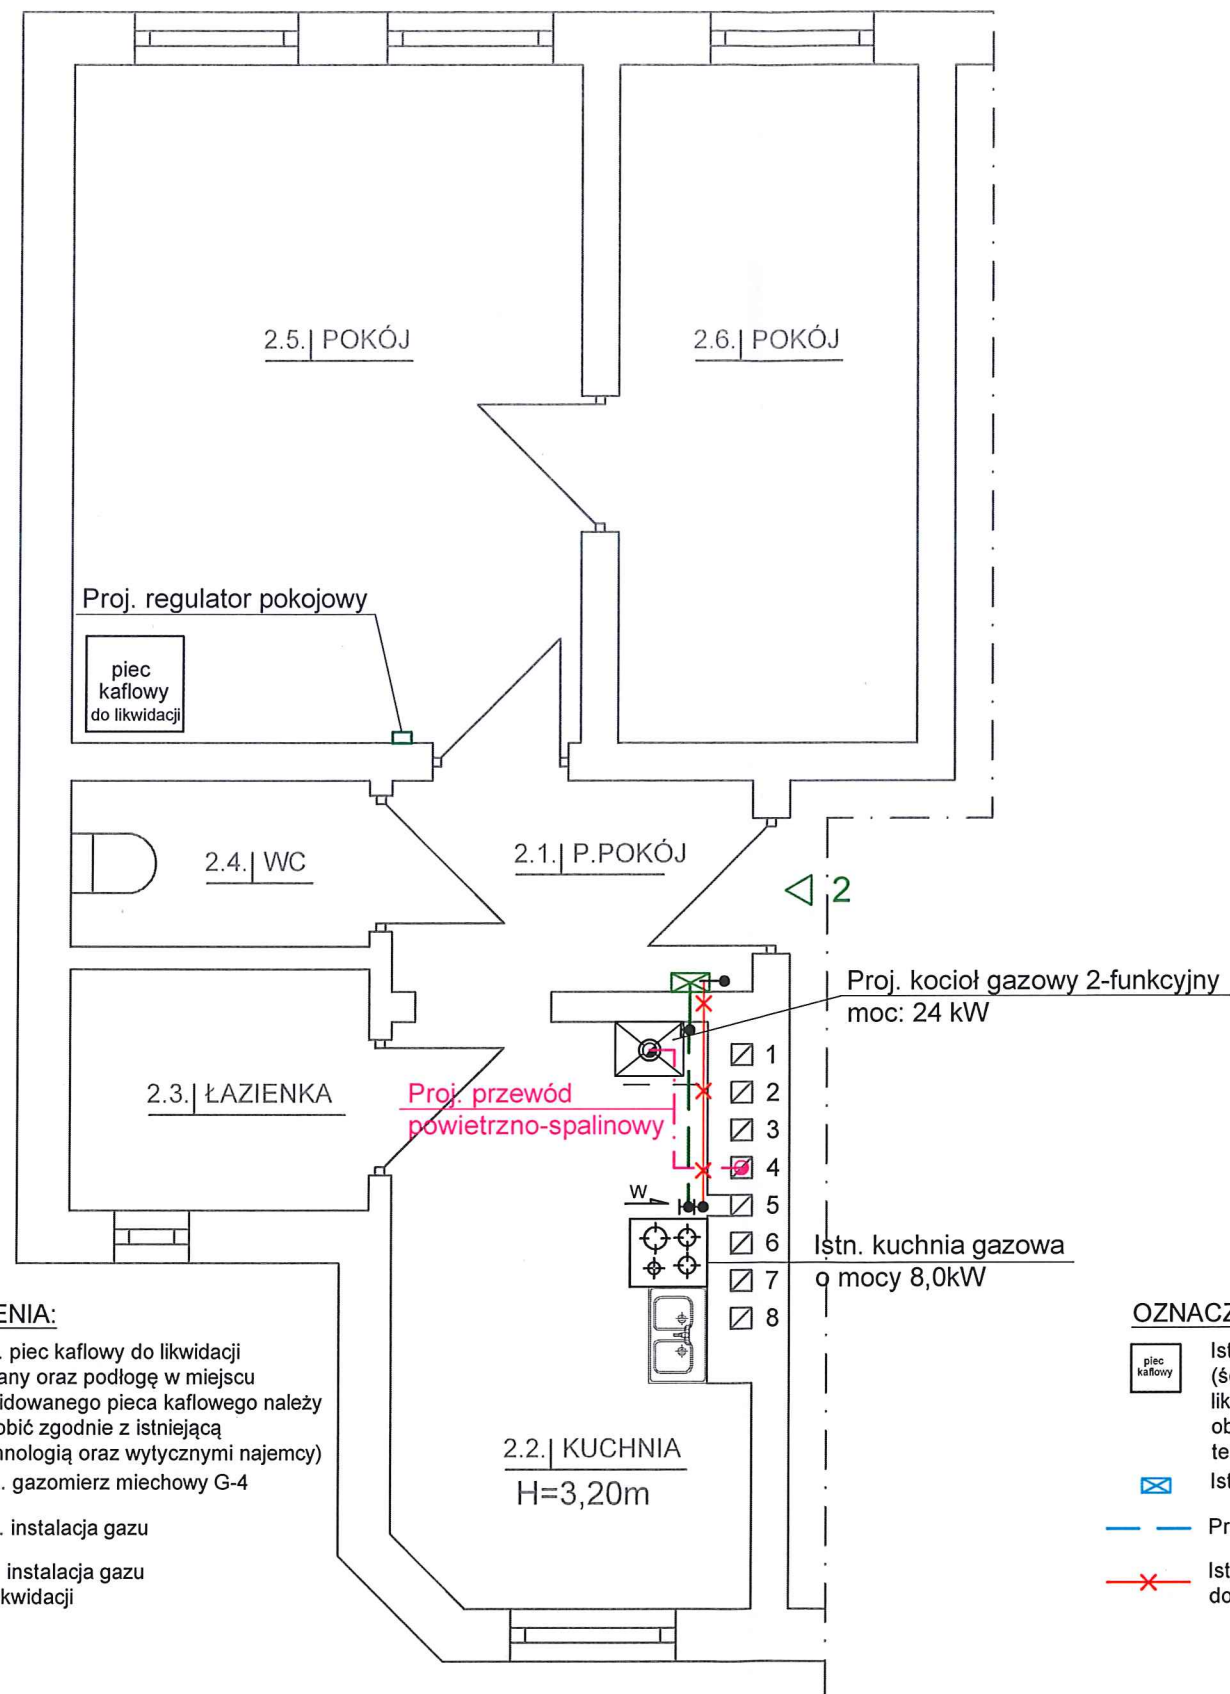 2.5. POKÓJ
2.6. POKÓJ
Proj. regulator pokojowy
piec
kaflowy
do likwidacji
2.4. WC
2.1. P.POKÓJ
2
Proj. kocioł gazowy 2-funkcyjny
moc: 24 kW
1
2
3
4
5
6
7
8
2.3. ŁAZIENKA
Proj. przewód
powietrzno-spalinowy
W
Istn. kuchnia gazowa
o mocy 8,0kW
2.2. KUCHNIA
H=3,20m
ENIA:
. piec kaflowy do likwidacji
any oraz podłogę w miejscu
idowanego pieca kaflowego należy
obić zgodnie z istniejącą
hnologią oraz wytycznymi najemcy)
. gazomierz miechowy G-4
. instalacja gazu
instalacja gazu
kwidacji
OZNACZ
piec
kaflowy
Ist
(ś
lik
ob
te
Ist
Pr
Ist
do